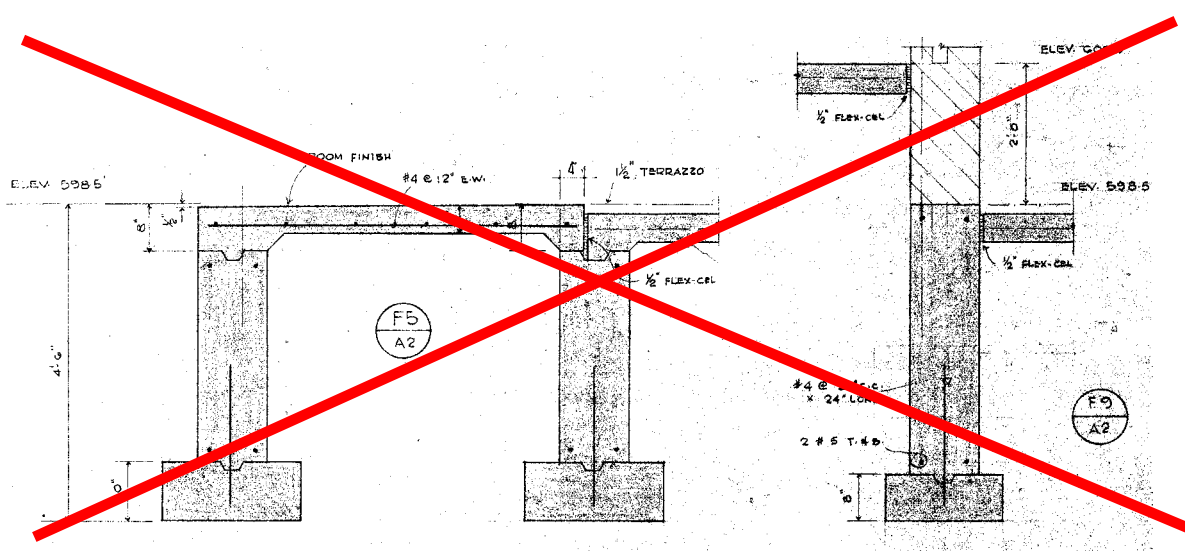 ½" FLEX-CEL
2'-8"
ELEV. 598.5
½" FLEX-CEL
ROOM FINISH
#4 @ 12" E.W.
4"
1½" TERRAZZO
ELEV. 598.5
8"
½" FLEX-CEL
F5
A2
4'-6"
#4 @
24" LONG
2 #5 T.&B.
8"
F9
A2